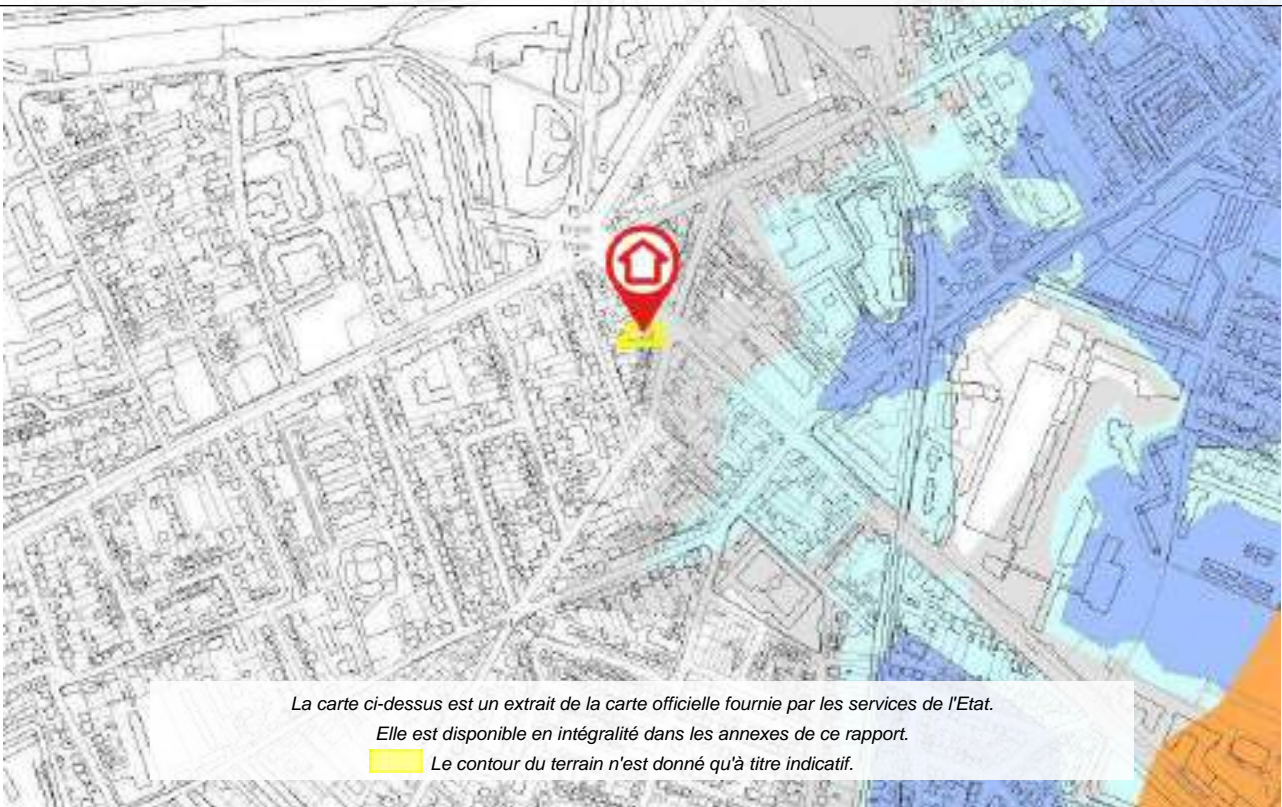 La carte ci-dessus est un extrait de la carte officielle fournie par les services de l'Etat.
Elle est disponible en intégralité dans les annexes de ce rapport.
Le contour du terrain n'est donné qu'à titre indicatif.